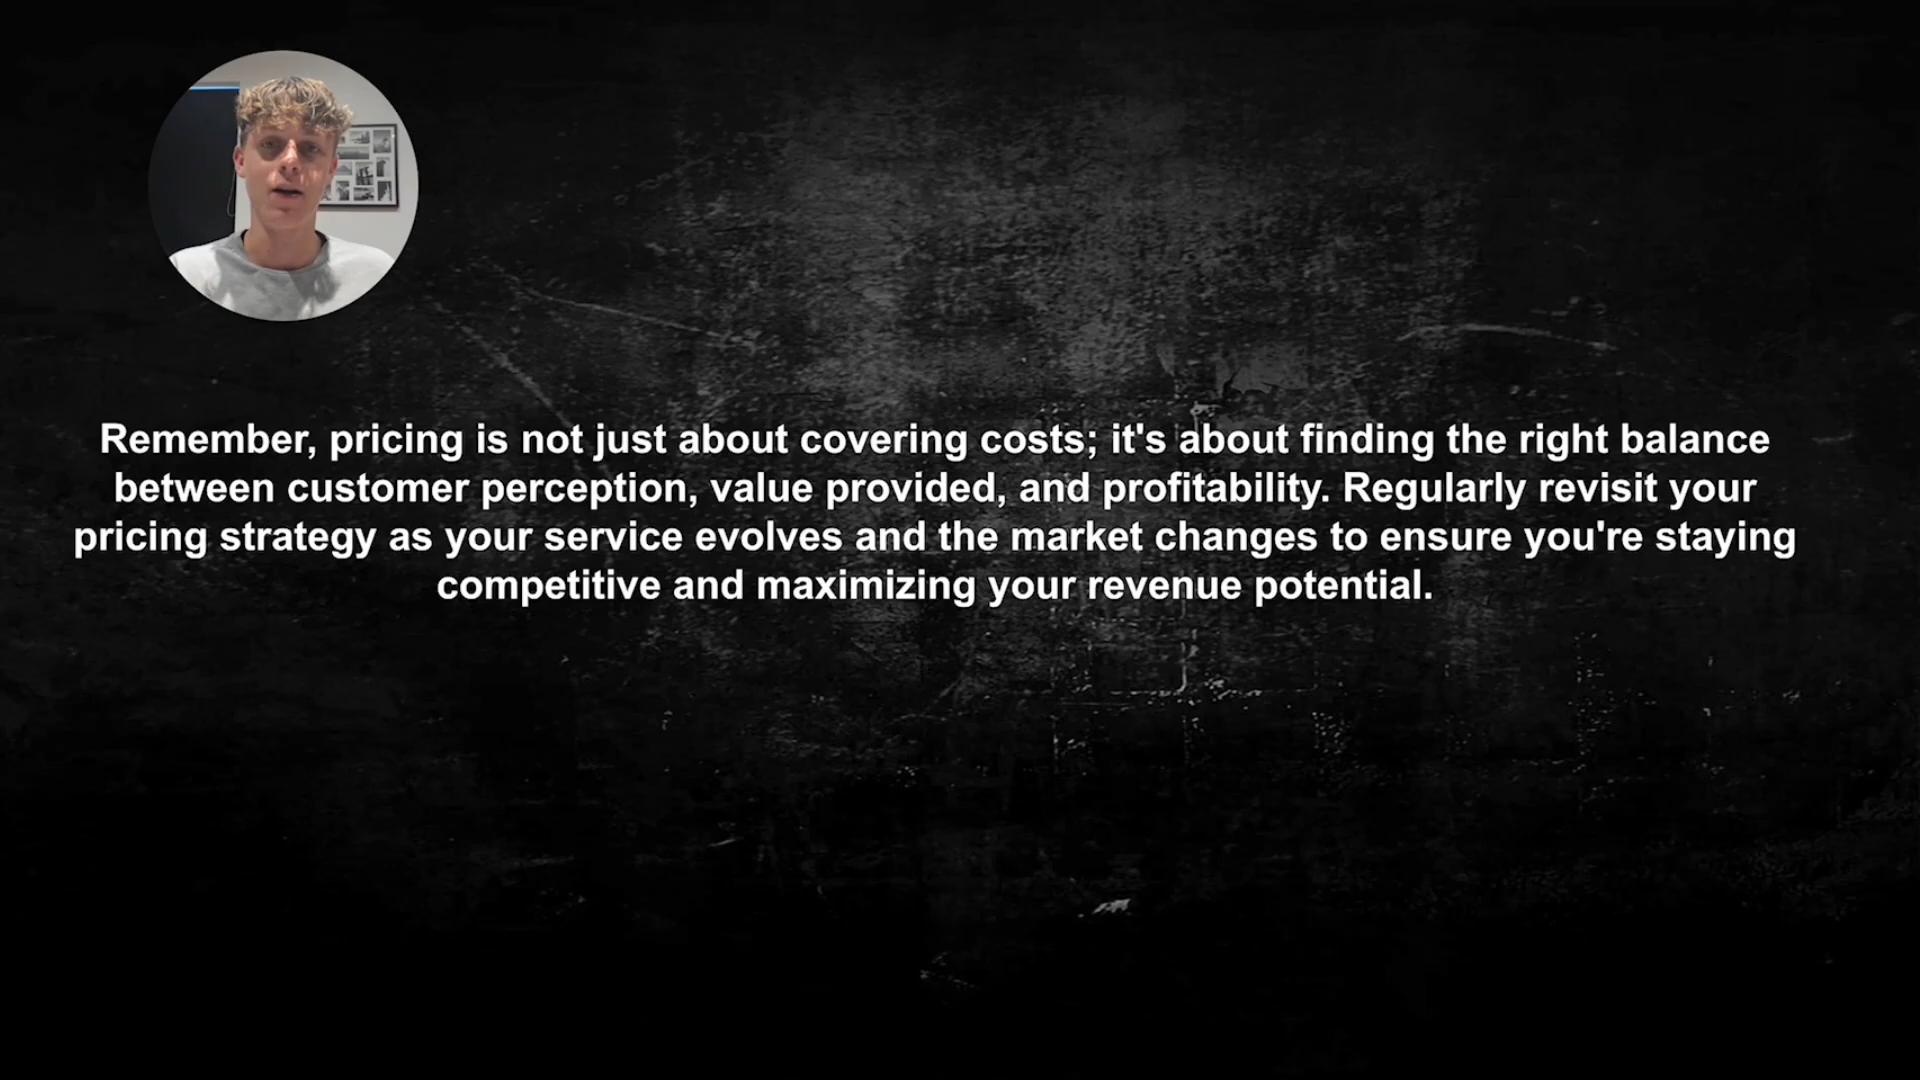 Remember, pricing is not just about covering costs; it's about finding the right balance
between customer perception, value provided, and profitability. Regularly revisit your
pricing strategy as your service evolves and the market changes to ensure you're staying
competitive and maximizing your revenue potential.